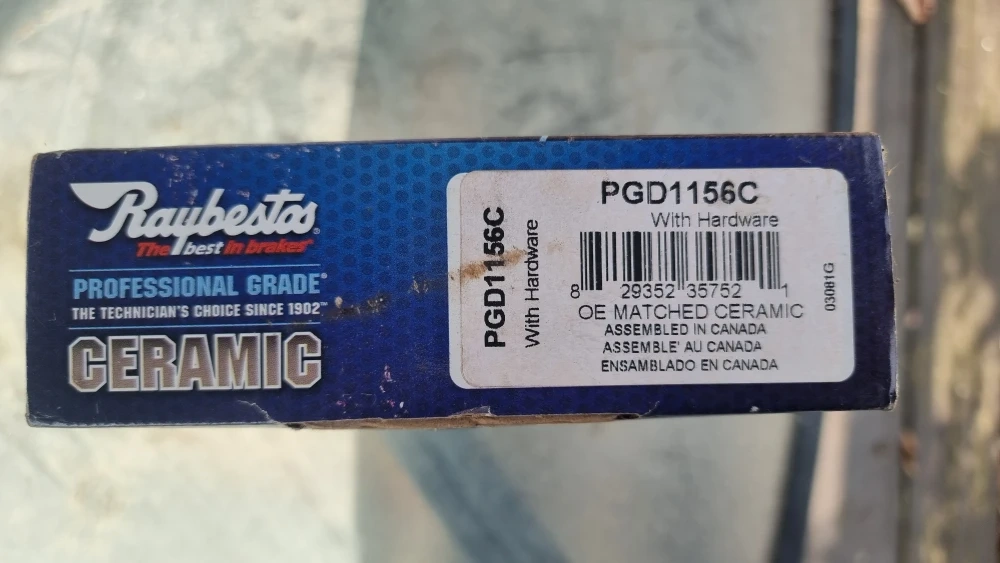 Raybestos®
The best in brakes®
PROFESSIONAL GRADE®
THE TECHNICIAN'S CHOICE SINCE 1902™
CERAMIC
PGD1156C
With Hardware
PGD1156C
With Hardware
8 29352 35752 1
OE MATCHED CERAMIC
ASSEMBLED IN CANADA
ASSEMBLE' AU CANADA
ENSAMBLADO EN CANADA
03081G